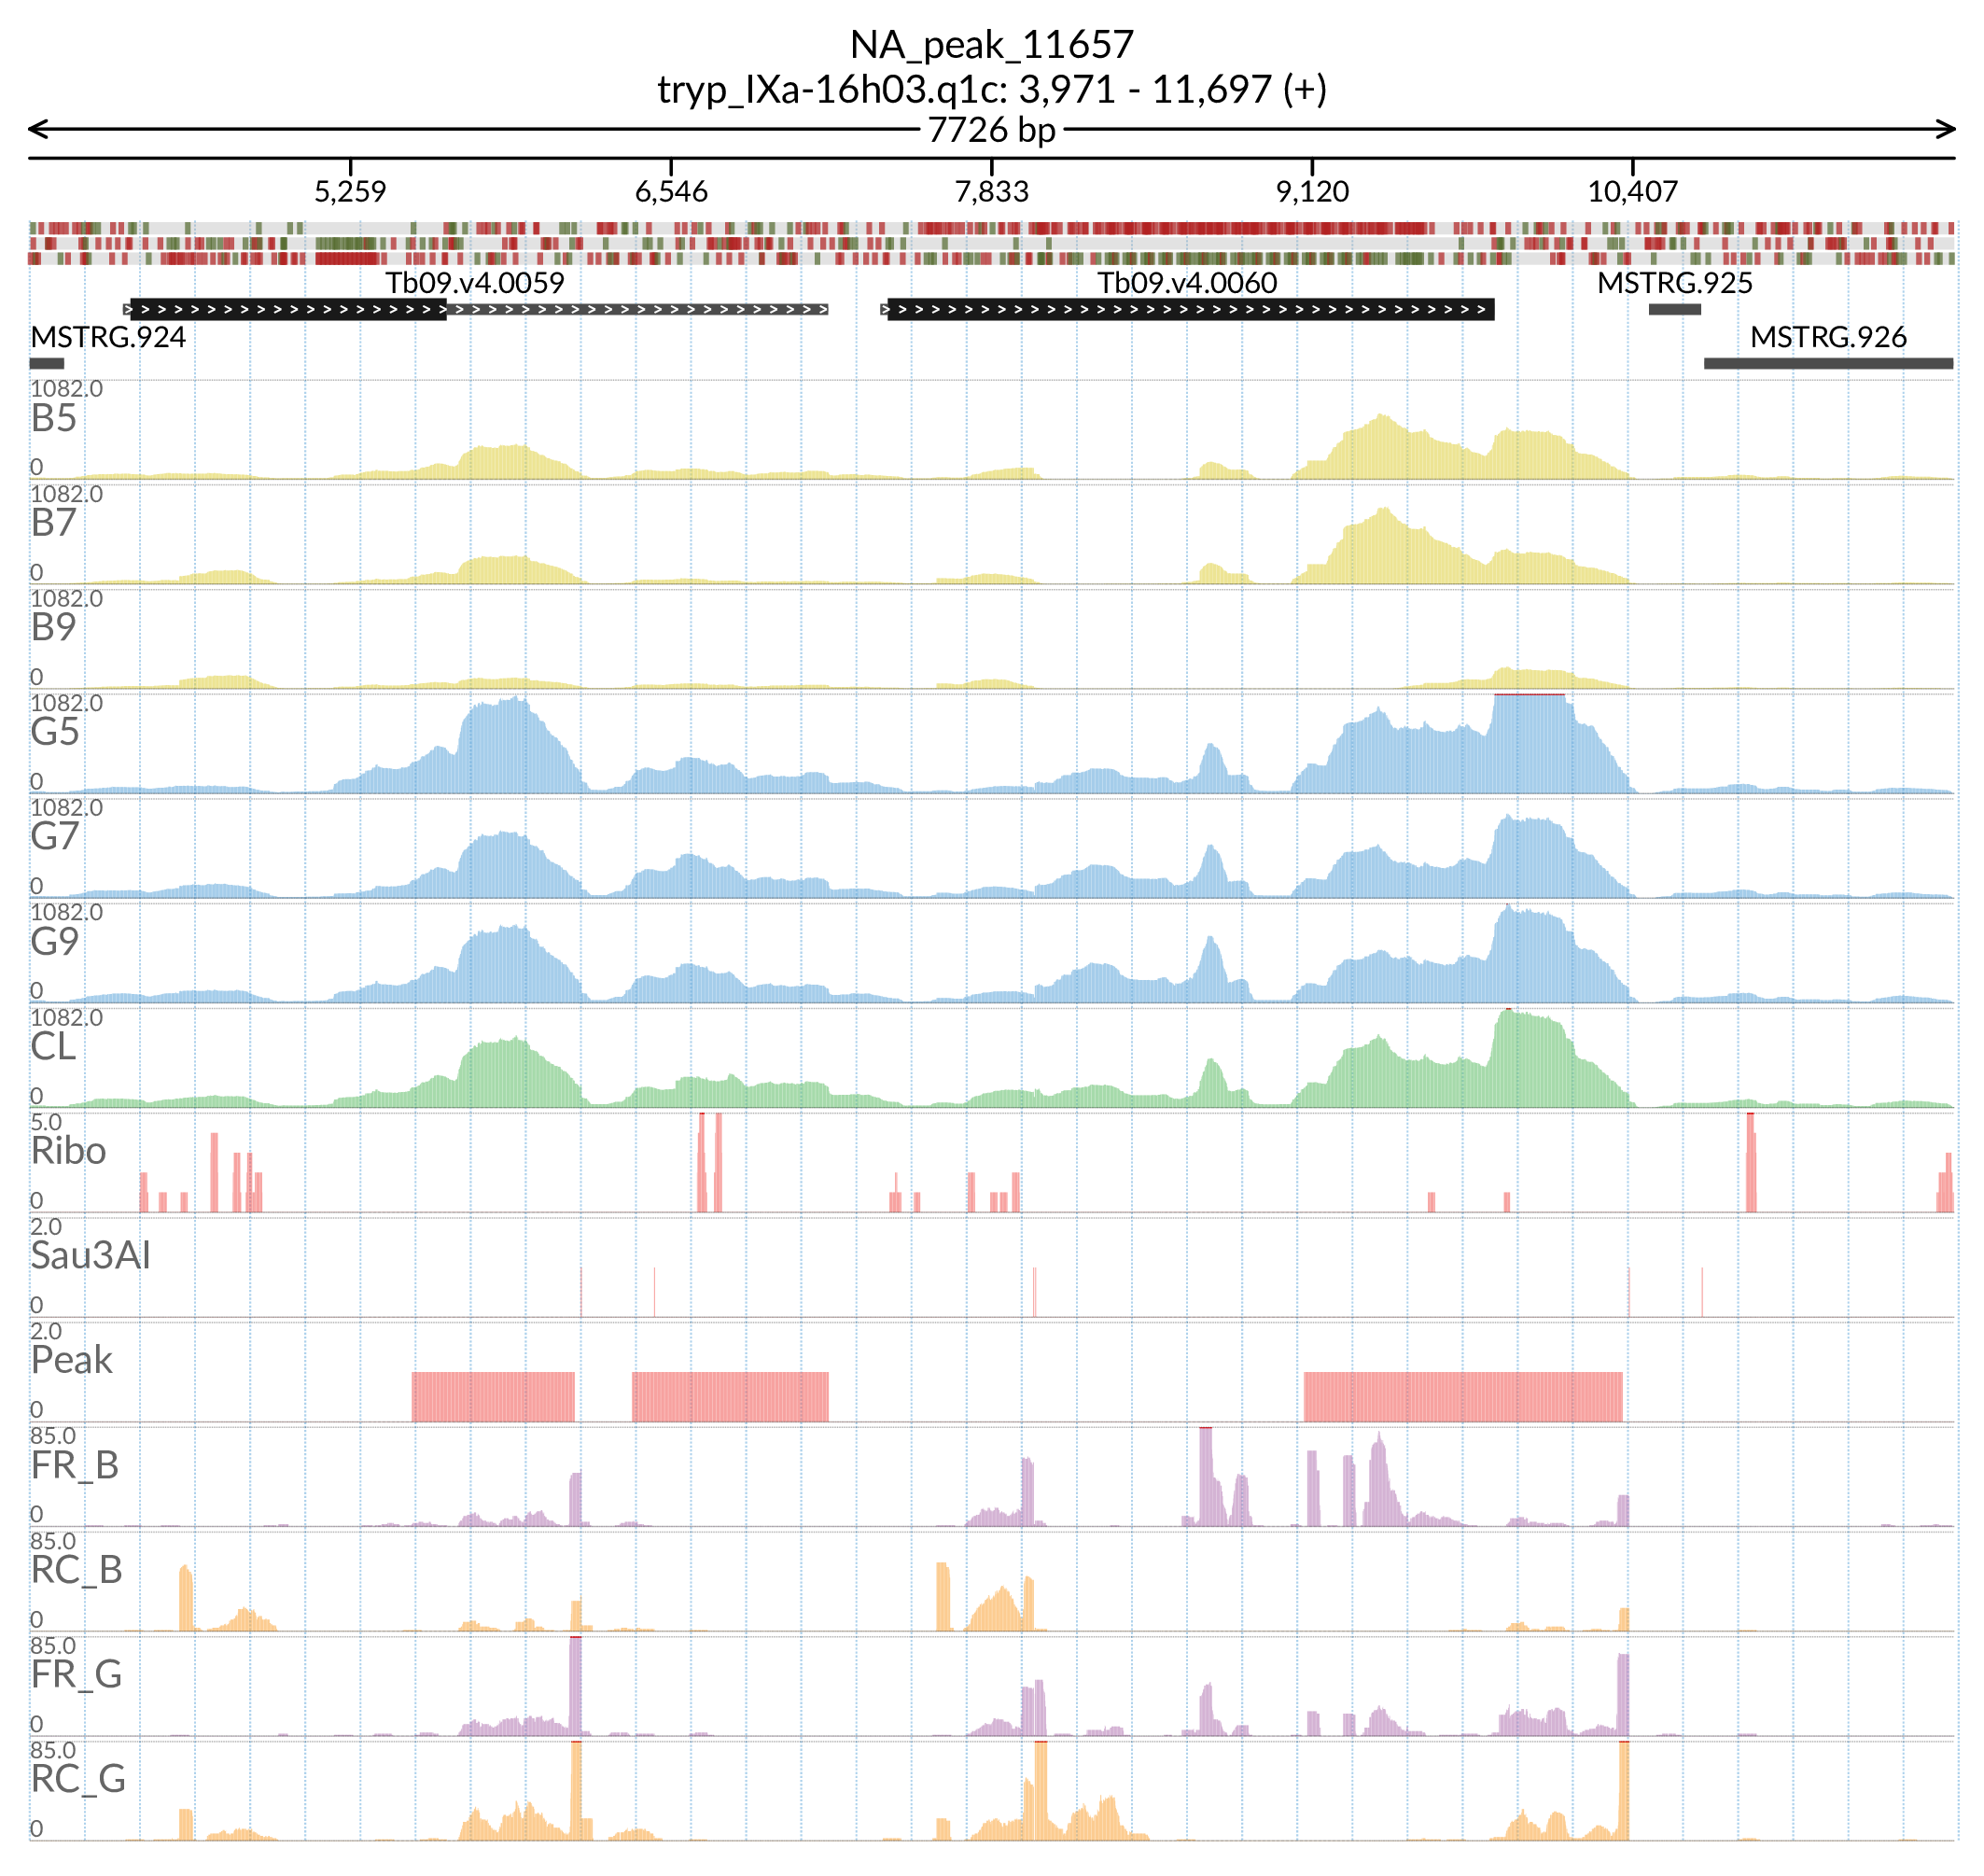 NA_peak_11657
tryp_IXa-16h03.q1c: 3,971 - 11,697 (+)
7726 bp
5,259 6,546 7,833 9,120 10,407
Tb09.v4.0059 Tb09.v4.0060 MSTRG.925
MSTRG.924 MSTRG.926
1082.0
B5
0
1082.0
B7
0
1082.0
B9
0
1082.0
G5
0
1082.0
G7
0
1082.0
G9
0
1082.0
CL
0
5.0
Ribo
0
2.0
Sau3AI
0
2.0
Peak
0
85.0
FR_B
0
85.0
RC_B
0
85.0
FR_G
0
85.0
RC_G
0